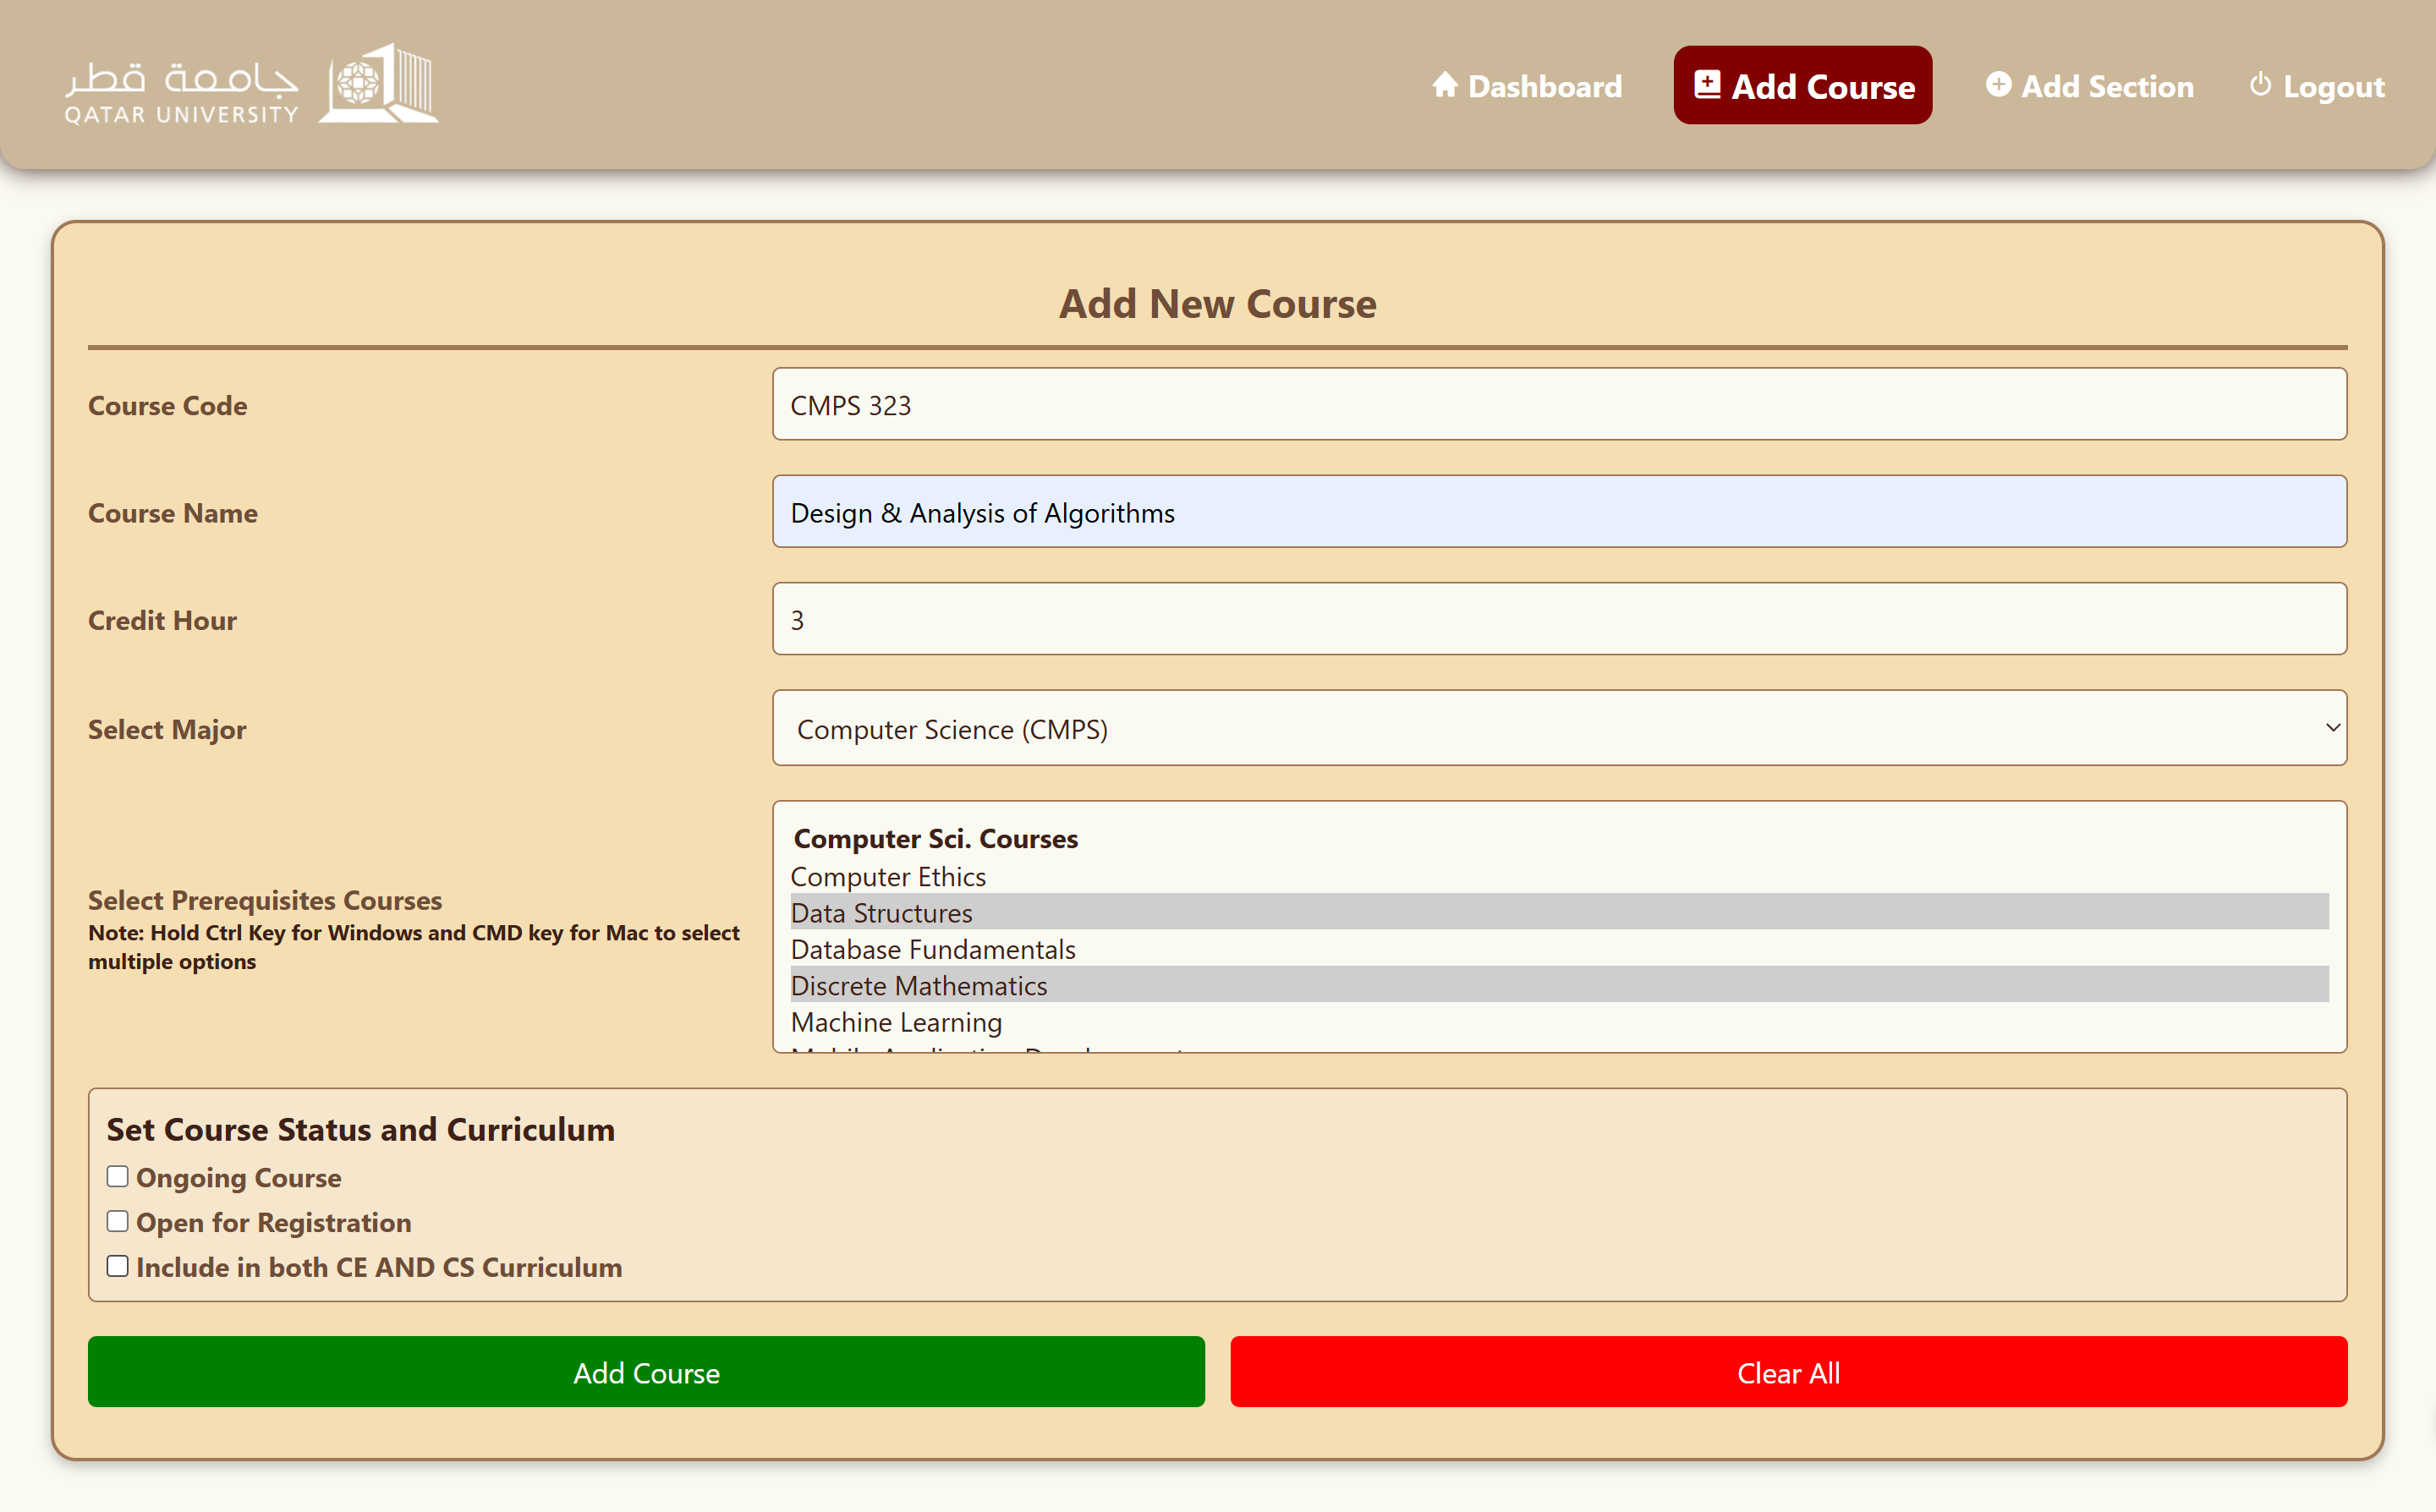 جامعة قطر
QATAR UNIVERSITY
Dashboard
Add Course
Add Section
Logout
Add New Course
Course Code
CMPS 323
Course Name
Design & Analysis of Algorithms
Credit Hour
3
Select Major
Computer Science (CMPS)
Select Prerequisites Courses
Note: Hold Ctrl Key for Windows and CMD key for Mac to select
multiple options
Computer Sci. Courses
Computer Ethics
Data Structures
Database Fundamentals
Discrete Mathematics
Machine Learning
Set Course Status and Curriculum
Ongoing Course
Open for Registration
Include in both CE AND CS Curriculum
Add Course
Clear All